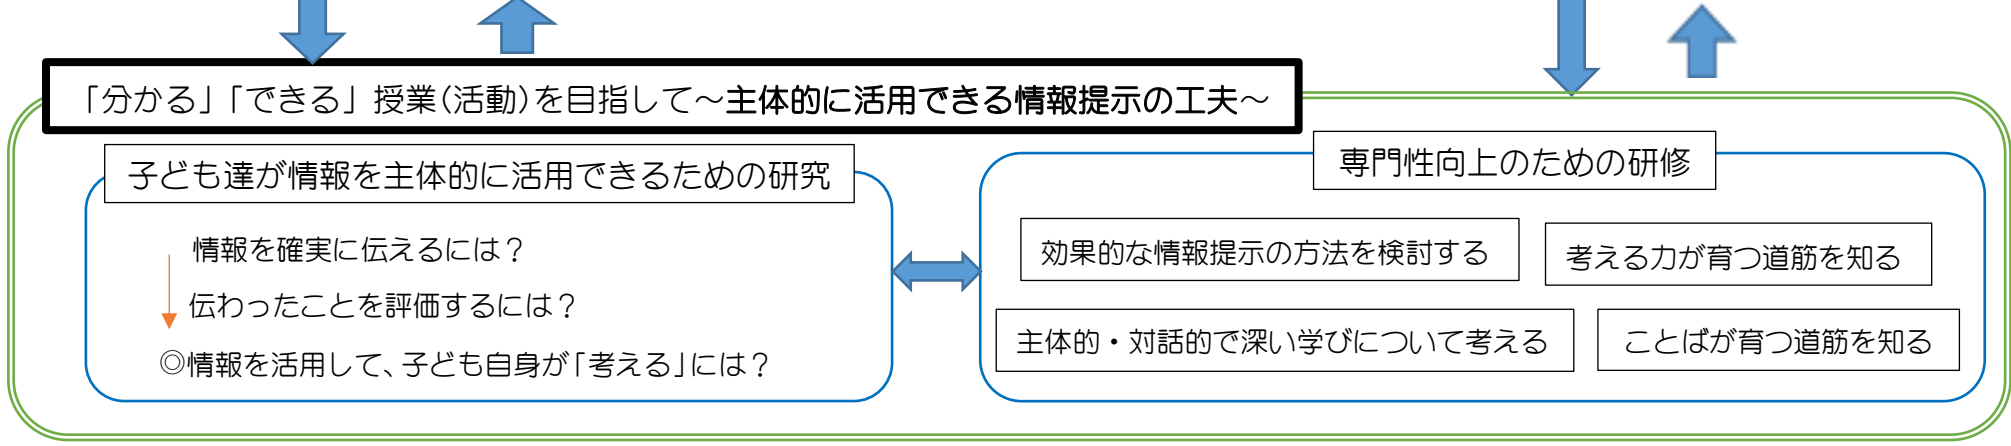 「分かる」「できる」授業(活動)を目指して～主体的に活用できる情報提示の工夫～
子ども達が情報を主体的に活用できるための研究
情報を確実に伝えるには？
伝わったことを評価するには？
◎情報を活用して、子ども自身が「考える」には？
専門性向上のための研修
効果的な情報提示の方法を検討する
考える力が育つ道筋を知る
主体的・対話的で深い学びについて考える
ことばが育つ道筋を知る